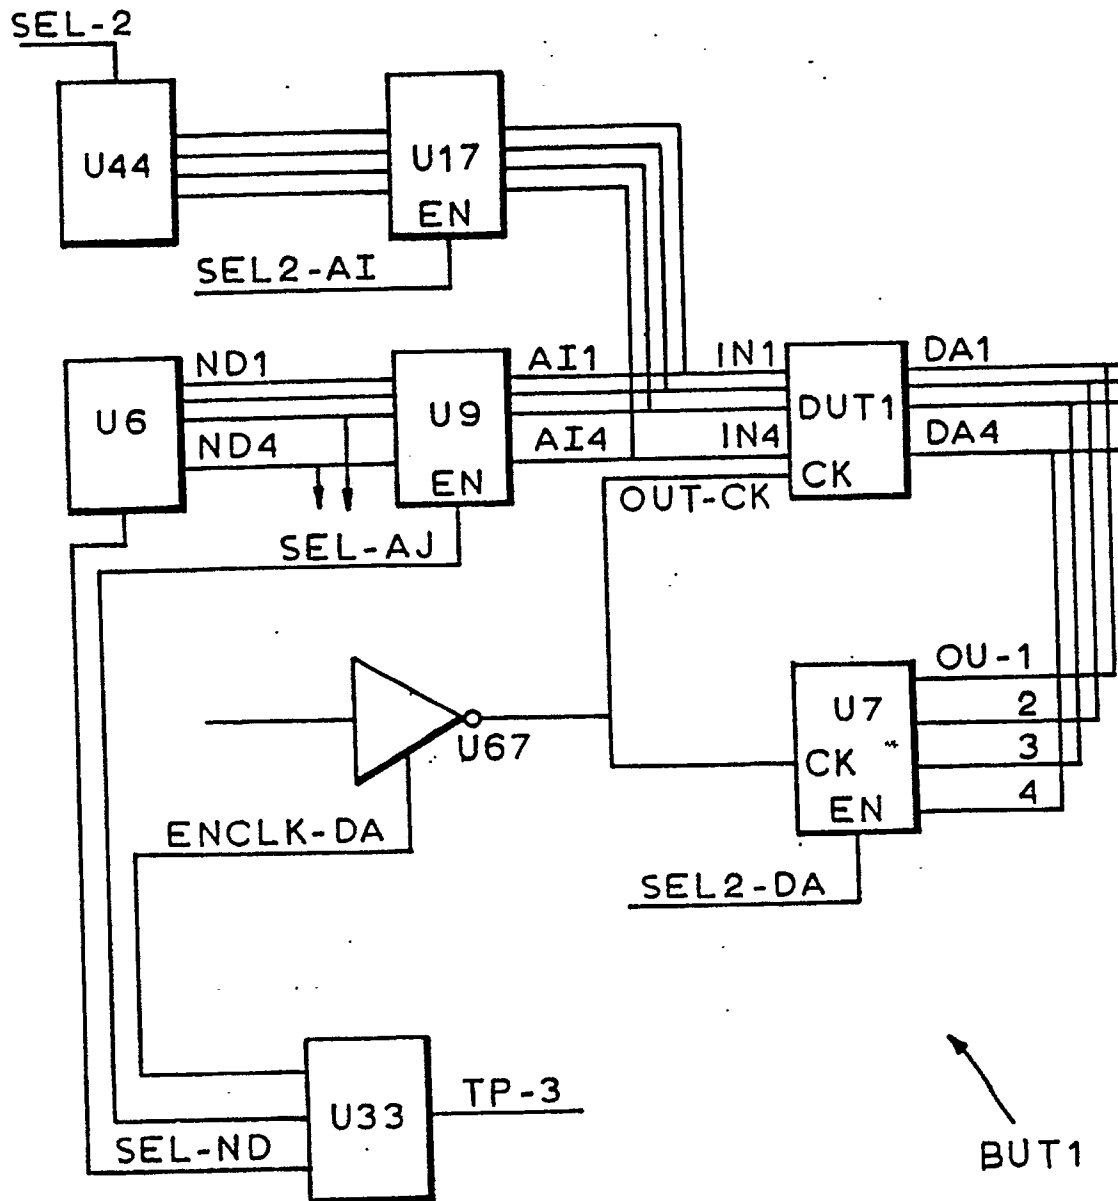 SEL-2
U44
U17
EN
SEL2-AI
ND1
AI1
IN1
DA1
U6
U9
DUT1
ND4
AI4
IN4
DA4
EN
CK
OUT-CK
SEL-AJ
OU-1
U7
2
U67
3
CK
4
EN
ENCLK-DA
SEL2-DA
TP-3
U33
SEL-ND
BUT1